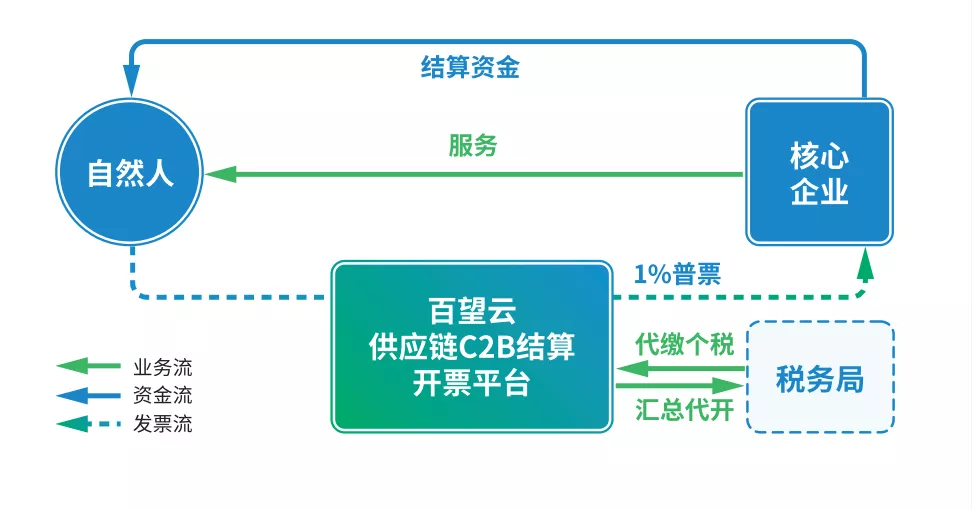 结算资金
服务
自然人
核心
企业
1%普票
百望云
供应链C2B结算
开票平台
代缴个税
汇总代开
税务局
业务流
资金流
发票流